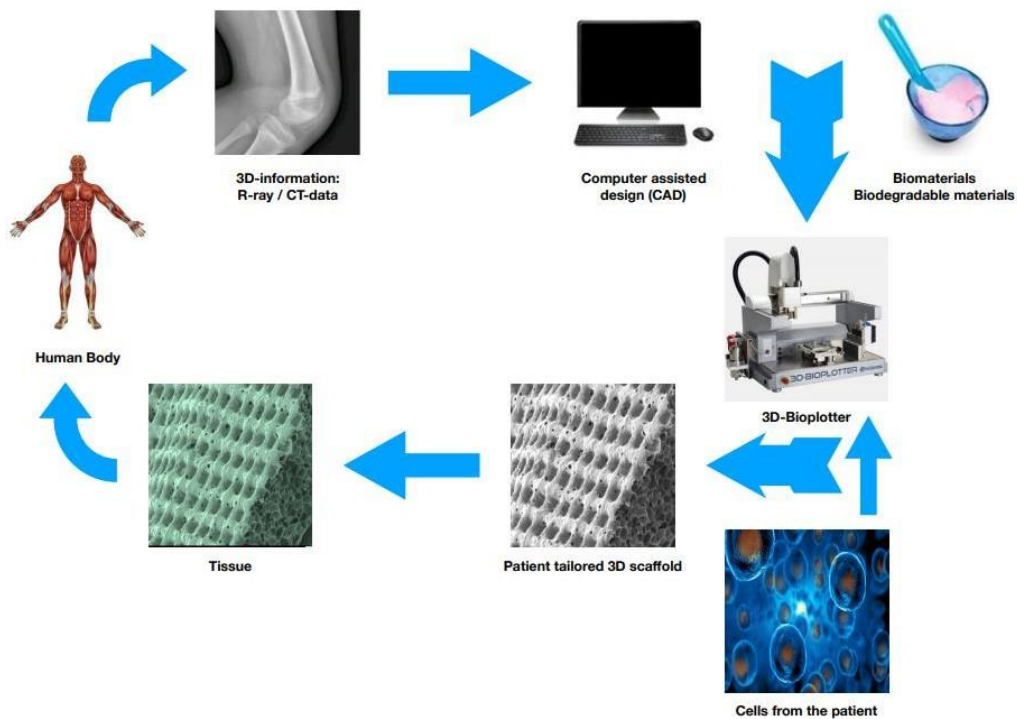 3D-information:
R-ray / CT-data
Computer assisted
design (CAD)
Biomaterials
Biodegradable materials
Human Body
3D-BIOPLOTTER
3D-Bioplotter
Tissue
Patient tailored 3D scaffold
Cells from the patient